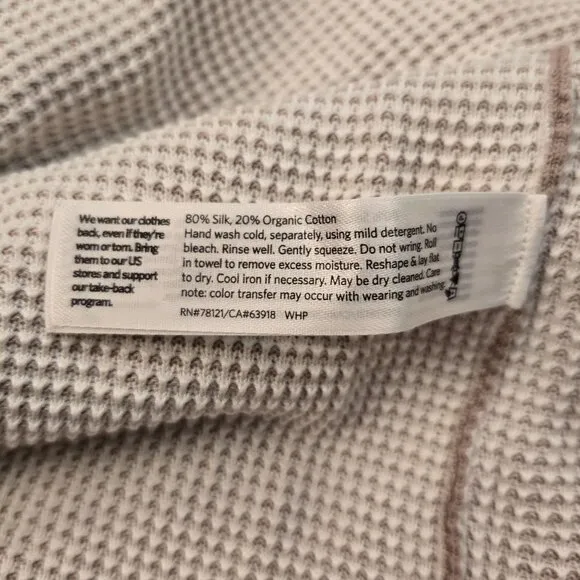 We want our clothes
back, even if they're
worn or torn. Bring
them to our US
stores and support
our take-back
program.
80% Silk, 20% Organic Cotton
Hand wash cold, separately, using mild detergent. No
bleach. Rinse well. Gently squeeze. Do not wring. Roll
in towel to remove excess moisture. Reshape & lay flat
to dry. Cool iron if necessary. May be dry cleaned. Care
note: color transfer may occur with wearing and washing.
RN#78121/CA#63918 WHP